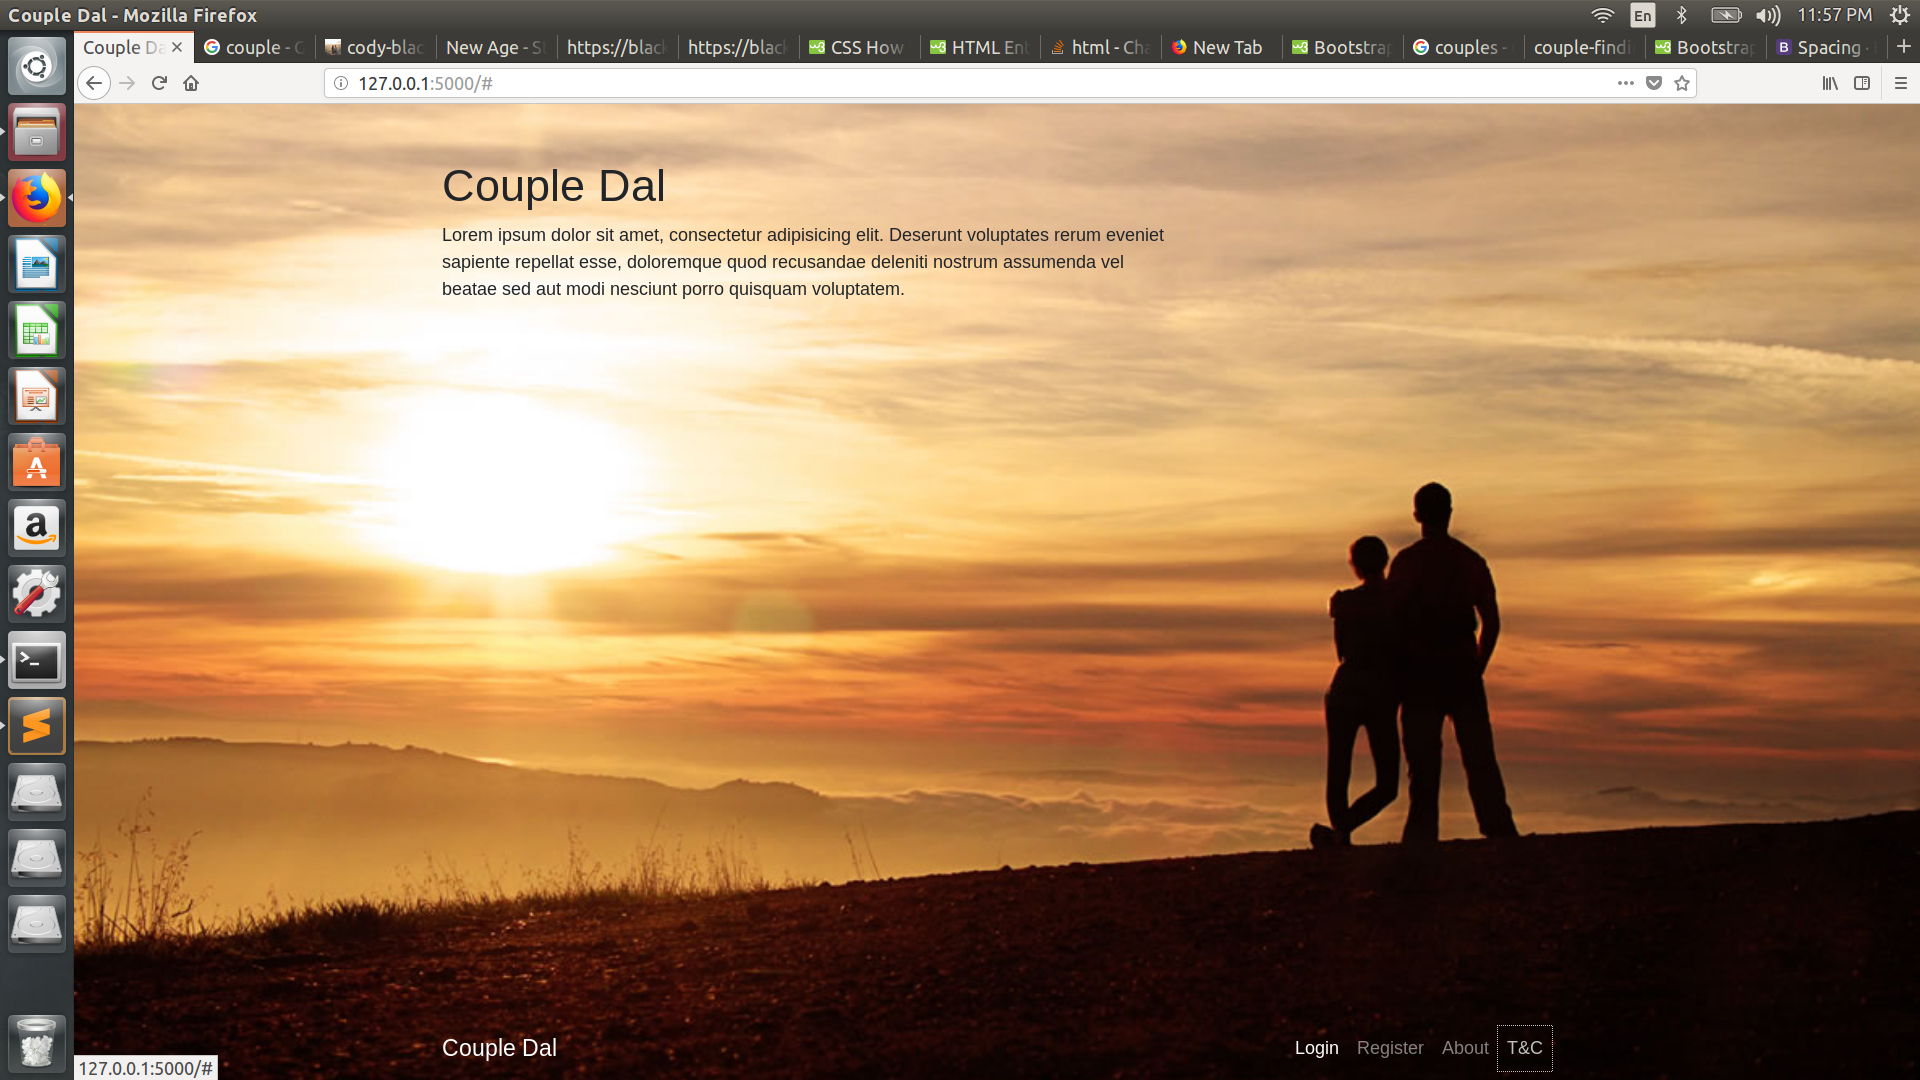 Couple Dal - Mozilla Firefox
En
11:57 PM
Couple Da
couple - G
cody-blac
New Age - St
https://black
https://black
CSS How
HTML Ent
html - Cha
New Tab
Bootstrap
couples -
couple-findi
Bootstrap
Spacing ·
127.0.0.1:5000/#
Couple Dal
Lorem ipsum dolor sit amet, consectetur adipisicing elit. Deserunt voluptates rerum eveniet
sapiente repellat esse, doloremque quod recusandae deleniti nostrum assumenda vel
beatae sed aut modi nesciunt porro quisquam voluptatem.
Couple Dal
Login Register About T&C
127.0.0.1:5000/#